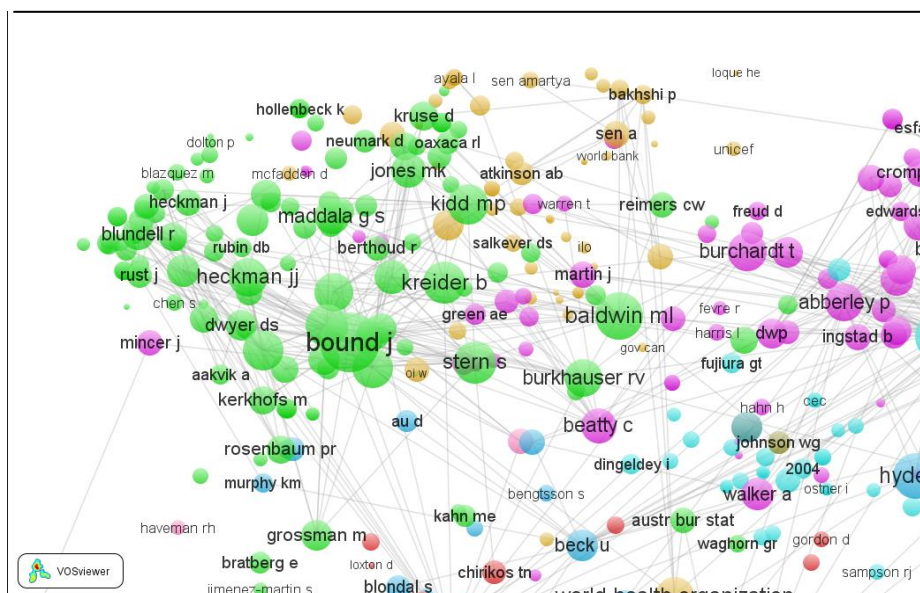 ayala l
sen amartya
loque he
bakhshi p
hollenbeck k
kruse d
esfa
dolton p
neumark d
oaxaca rl
sen a
unicef
world bank
blazquez m
mcfadden d
jones mk
atkinson ab
cromp
heckman j
maddala g s
kidd mp
warren t
reimers cw
freud d
edwards
blundell r
rubin db
berthoud r
salkever ds
ilo
burchardt t
b
rust j
heckman jj
kreider b
martin j
chen s
green ae
baldwin ml
fevre r
abberley p
dwyer ds
mincer j
bound j
gov can
harris l
dwp
ingstad b
stern s
fujiura gt
aakvik a
oi w
burkhauser rv
kerkhofs m
au d
beatty c
hahn h
cec
rosenbaum pr
johnson wg
dingeldey i
2004
hyde
murphy km
bengtsson s
walker a
ostner i
haveman rh
kahn me
austr bur stat
grossman m
beck u
waghorn gr
gordon d
bratberg e
loxton d
chirikos tn
sampson rj
VOSviewer
jimenez-martin s
blondal s
world health organization